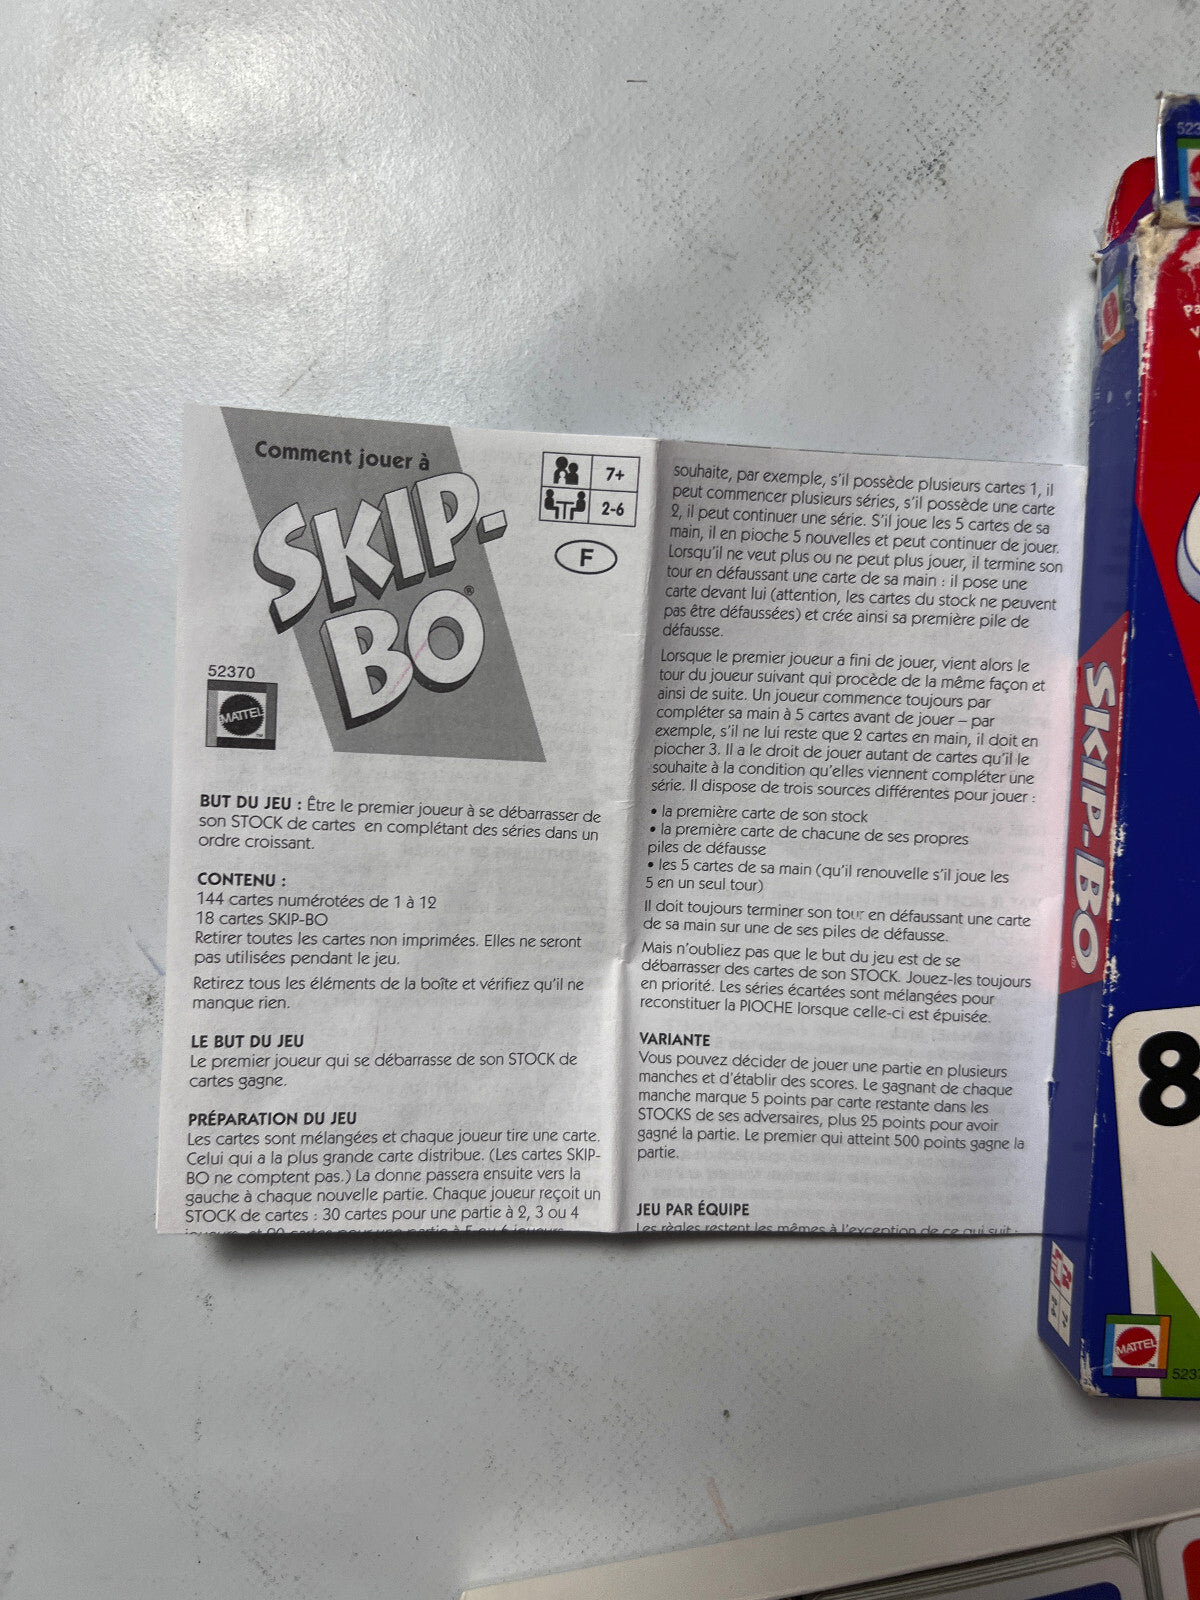 Comment jouer à
SKIP-
BO®
7+
2-6
F
52370
MATTEL
BUT DU JEU : Être le premier joueur à se débarrasser de
son STOCK de cartes en complétant des séries dans un
ordre croissant.
CONTENU :
144 cartes numérotées de 1 à 12
18 cartes SKIP-BO
Retirer toutes les cartes non imprimées. Elles ne seront
pas utilisées pendant le jeu.
Retirez tous les éléments de la boîte et vérifiez qu'il ne
manque rien.
LE BUT DU JEU
Le premier joueur qui se débarrasse de son STOCK de
cartes gagne.
PRÉPARATION DU JEU
Les cartes sont mélangées et chaque joueur tire une carte.
Celui qui a la plus grande carte distribue. (Les cartes SKIP-
BO ne comptent pas.) La donne passera ensuite vers la
gauche à chaque nouvelle partie. Chaque joueur reçoit un
STOCK de cartes : 30 cartes pour une partie à 2, 3 ou 4
souhaite, par exemple, s'il possède plusieurs cartes 1, il
peut commencer plusieurs séries, s'il possède une carte
2, il peut continuer une série. S'il joue les 5 cartes de sa
main, il en pioche 5 nouvelles et peut continuer de jouer.
Lorsqu'il ne veut plus ou ne peut plus jouer, il termine son
tour en défaussant une carte de sa main : il pose une
carte devant lui (attention, les cartes du stock ne peuvent
pas être défaussées) et crée ainsi sa première pile de
défausse.
Lorsque le premier joueur a fini de jouer, vient alors le
tour du joueur suivant qui procède de la même façon et
ainsi de suite. Un joueur commence toujours par
compléter sa main à 5 cartes avant de jouer – par
exemple, s'il ne lui reste que 2 cartes en main, il doit en
piocher 3. Il a le droit de jouer autant de cartes qu'il le
souhaite à la condition qu'elles viennent compléter une
série. Il dispose de trois sources différentes pour jouer :
• la première carte de son stock
• la première carte de chacune de ses propres
piles de défausse
• les 5 cartes de sa main (qu'il renouvelle s'il joue les
5 en un seul tour)
Il doit toujours terminer son tour en défaussant une carte
de sa main sur une de ses piles de défausse.
Mais n'oubliez pas que le but du jeu est de se
débarrasser des cartes de son STOCK. Jouez-les toujours
en priorité. Les séries écartées sont mélangées pour
reconstituer la PIOCHE lorsque celle-ci est épuisée.
VARIANTE
Vous pouvez décider de jouer une partie en plusieurs
manches et d'établir des scores. Le gagnant de chaque
manche marque 5 points par carte restante dans les
STOCKS de ses adversaires, plus 25 points pour avoir
gagné la partie. Le premier qui atteint 500 points gagne la
partie.
JEU PAR ÉQUIPE
Les règles restent les mêmes à l'exception de ce qui suit :
SKIP-BO®
8
7+
2-6
MATTEL
523